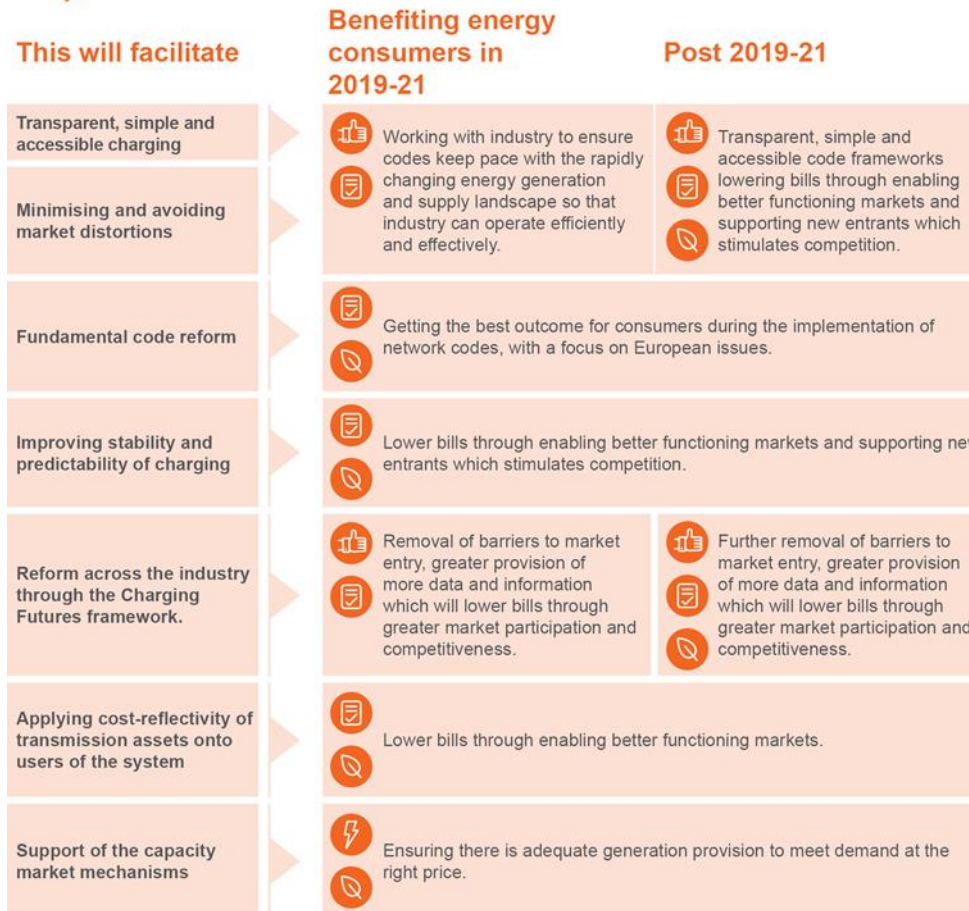 This will facilitate
Benefiting energy
consumers in
2019-21
Post 2019-21
Transparent, simple and
accessible charging
Minimising and avoiding
market distortions
Working with industry to ensure
codes keep pace with the rapidly
changing energy generation
and supply landscape so that
industry can operate efficiently
and effectively.
Transparent, simple and
accessible code frameworks
lowering bills through enabling
better functioning markets and
supporting new entrants which
stimulates competition.
Fundamental code reform
Getting the best outcome for consumers during the implementation of
network codes, with a focus on European issues.
Improving stability and
predictability of charging
Lower bills through enabling better functioning markets and supporting
entrants which stimulates competition.
Reform across the industry
through the Charging
Futures framework.
Removal of barriers to market
entry, greater provision of
more data and information
which will lower bills through
greater market participation and
competitiveness.
Further removal of barriers to
market entry, greater provision
of more data and information
which will lower bills through
greater market participation and
competitiveness.
Applying cost-reflectivity of
transmission assets onto
users of the system
Lower bills through enabling better functioning markets.
Support of the capacity
market mechanisms
Ensuring there is adequate generation provision to meet demand at the
right price.